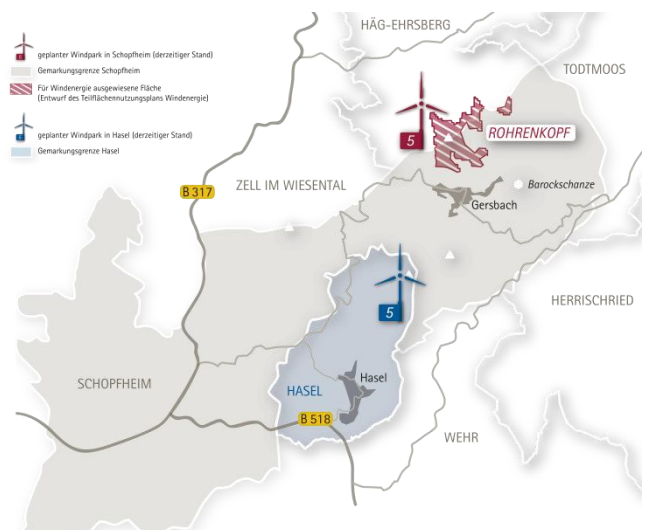 HÄG-EHRSBERG
geplanter Windpark in Schopfheim (derzeitiger Stand)
Gemarkungsgrenze Schopfheim
Für Windenergie ausgewiesene Fläche
(Entwurf des Teilflächennutzungsplans Windenergie)
geplanter Windpark in Hasel (derzeitiger Stand)
Gemarkungsgrenze Hasel
TODTMOOS
5
ROHRENKOPF
ZELL IM WIESENTAL
B 317
Barockschanze
Gersbach
5
HERRISCHRIED
SCHOPFHEIM
HASEL
Hasel
B 518
WEHR